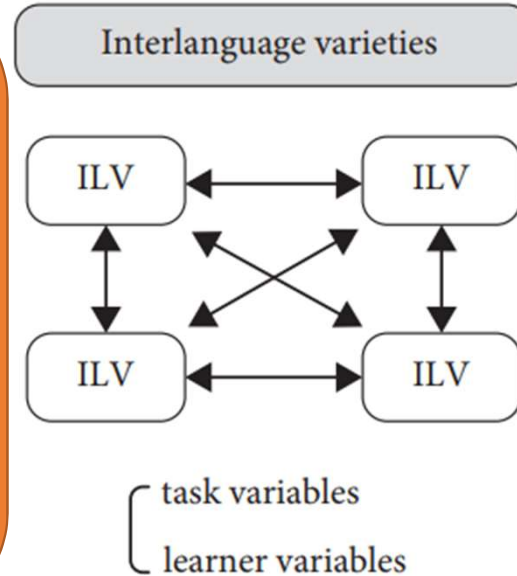 Interlanguage varieties
ILV ILV
ILV ILV
task variables
learner variables